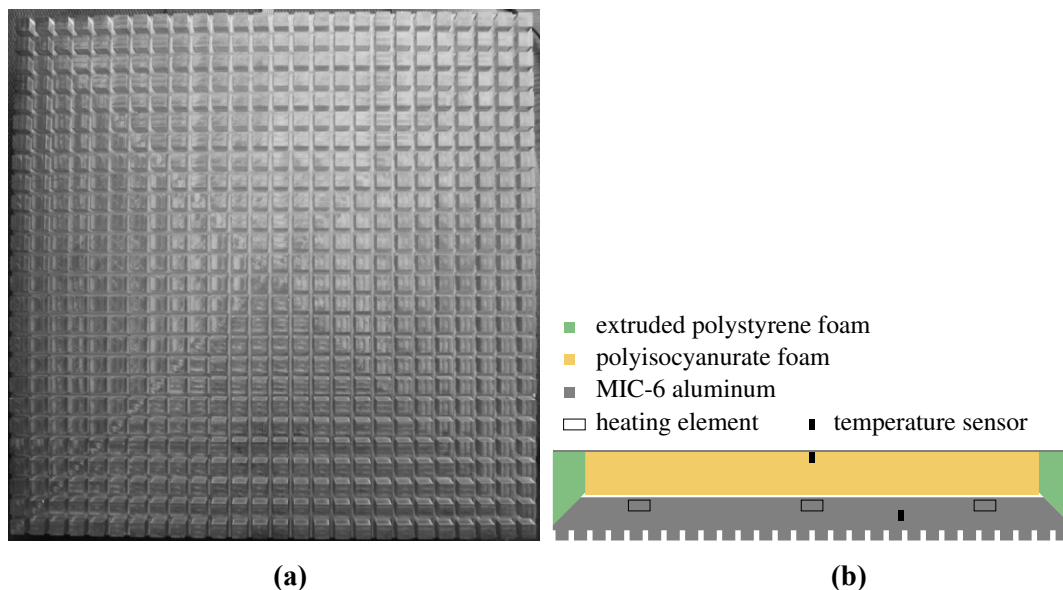 extruded polystyrene foam
polyisocyanurate foam
MIC-6 aluminum
heating element temperature sensor
(a) (b)